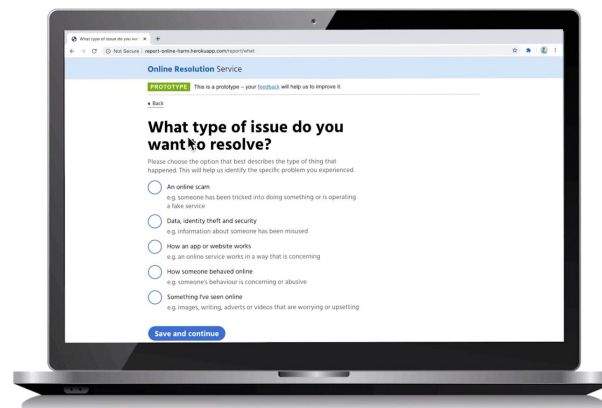 What type of issue do you wan
Not Secure | report-online-harm.herokuapp.com/report/what
Online Resolution Service
PROTOTYPE This is a prototype – your feedback will help us to improve it.
Back
What type of issue do you
want to resolve?
Please choose the option that best describes the type of thing that
happened. This will help us identify the specific problem you experienced.
An online scam
e.g. someone has been tricked into doing something or is operating
a fake service
Data, identity theft and security
e.g. information about someone has been misused
How an app or website works
e.g. an online service works in a way that is concerning
How someone behaved online
e.g. someone's behaviour is concerning or abusive
Something I've seen online
e.g. images, writing, adverts or videos that are worrying or upsetting
Save and continue